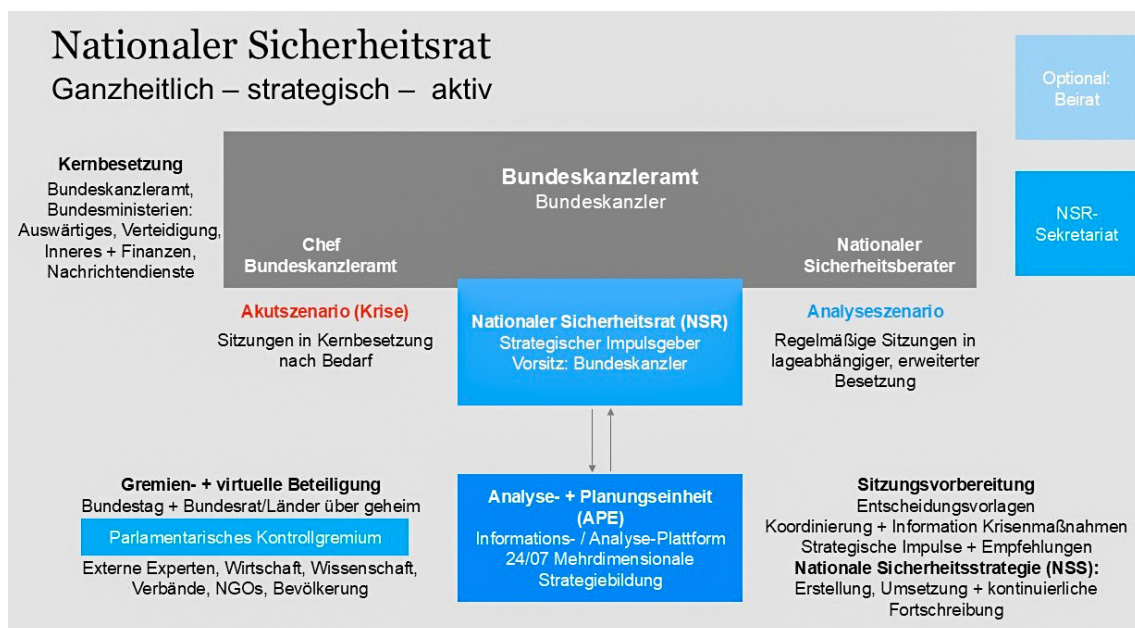 Nationaler Sicherheitsrat
Ganzheitlich – strategisch – aktiv
Optional:
Beirat
Kernbesetzung
Bundeskanzleramt,
Bundesministerien:
Auswärtiges, Verteidigung,
Inneres + Finanzen,
Nachrichtendienste
Bundeskanzleramt
Bundeskanzler
Chef
Bundeskanzleramt
Nationaler
Sicherheitsberater
NSR-
Sekretariat
Akutszenario (Krise)
Sitzungen in Kernbesetzung
nach Bedarf
Nationaler Sicherheitsrat (NSR)
Strategischer Impulsgeber
Vorsitz: Bundeskanzler
Analyseszenario
Regelmäßige Sitzungen in
lageabhängiger, erweiterter
Besetzung
Gremien- + virtuelle Beteiligung
Bundestag + Bundesrat/Länder über geheim
Parlamentarisches Kontrollgremium
Externe Experten, Wirtschaft, Wissenschaft,
Verbände, NGOs, Bevölkerung
Analyse- + Planungseinheit
(APE)
Informations- / Analyse-Plattform
24/07 Mehrdimensionale
Strategiebildung
Sitzungsvorbereitung
Entscheidungsvorlagen
Koordinierung + Information Krisenmaßnahmen
Strategische Impulse + Empfehlungen
Nationale Sicherheitsstrategie (NSS):
Erstellung, Umsetzung + kontinuierliche
Fortschreibung